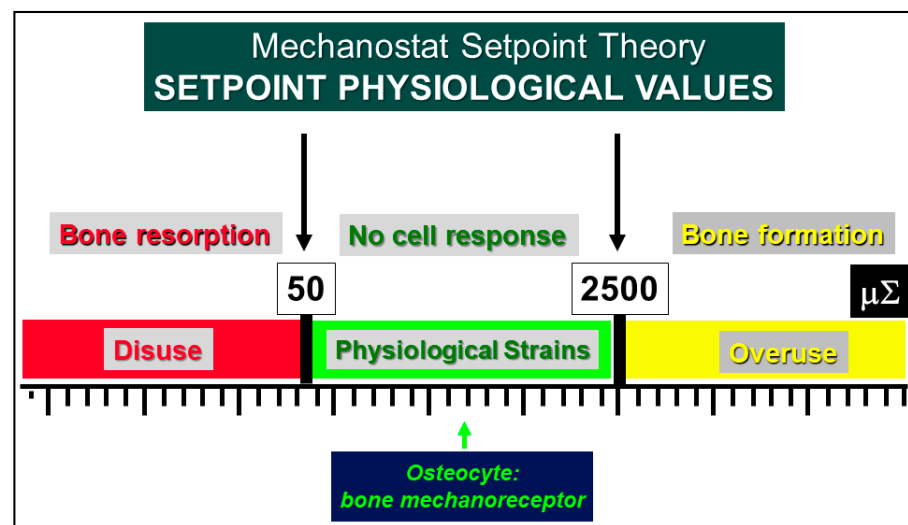 Mechanostat Setpoint Theory
SETPOINT PHYSIOLOGICAL VALUES
Bone resorption
No cell response
Bone formation
50
2500
μΣ
Disuse
Physiological Strains
Overuse
Osteocyte:
bone mechanoreceptor